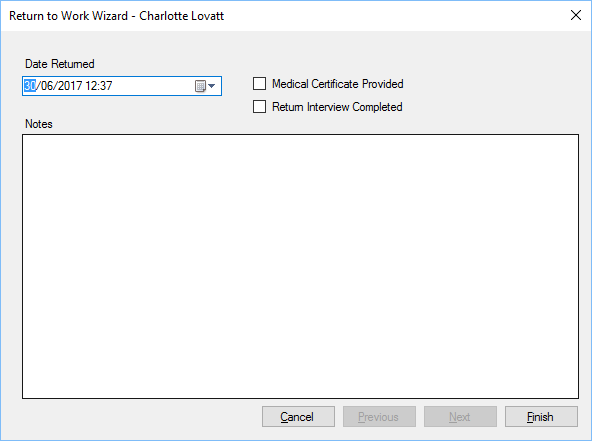 Return to Work Wizard - Charlotte Lovatt
Date Returned
30/06/2017 12:37
Medical Certificate Provided
Return Interview Completed
Notes
Cancel Previous Next Finish